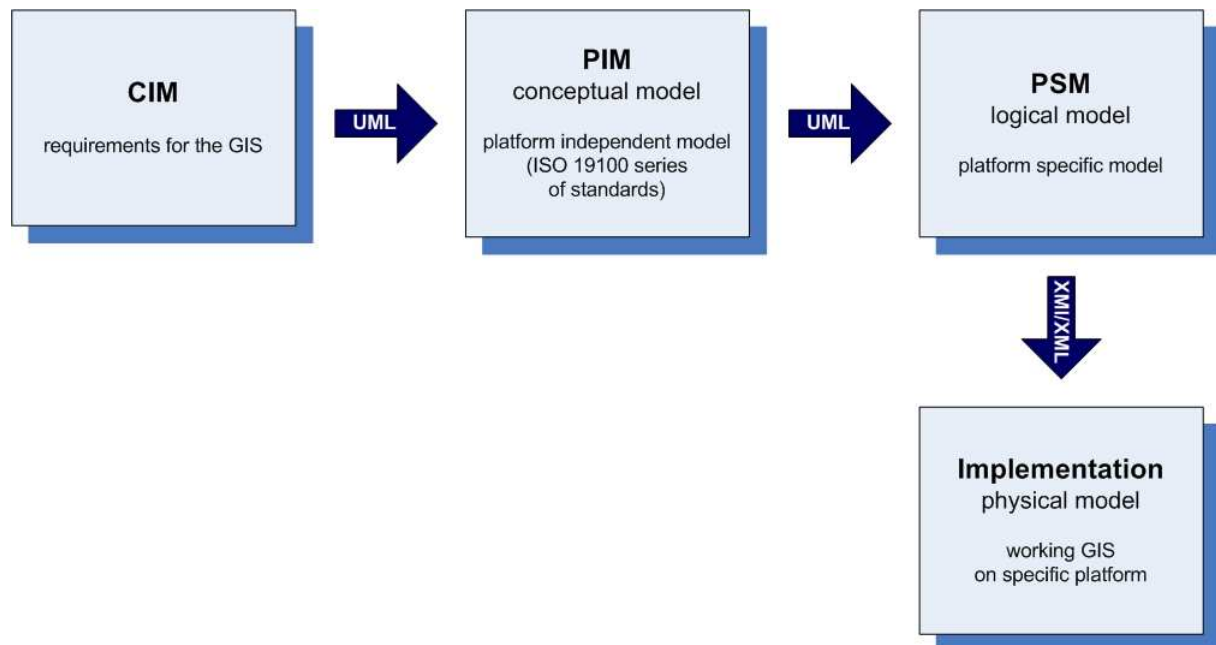 CIM
requirements for the GIS
UML
PIM
conceptual model
platform independent model
(ISO 19100 series
of standards)
UML
PSM
logical model
platform specific model
XMI/XML
Implementation
physical model
working GIS
on specific platform